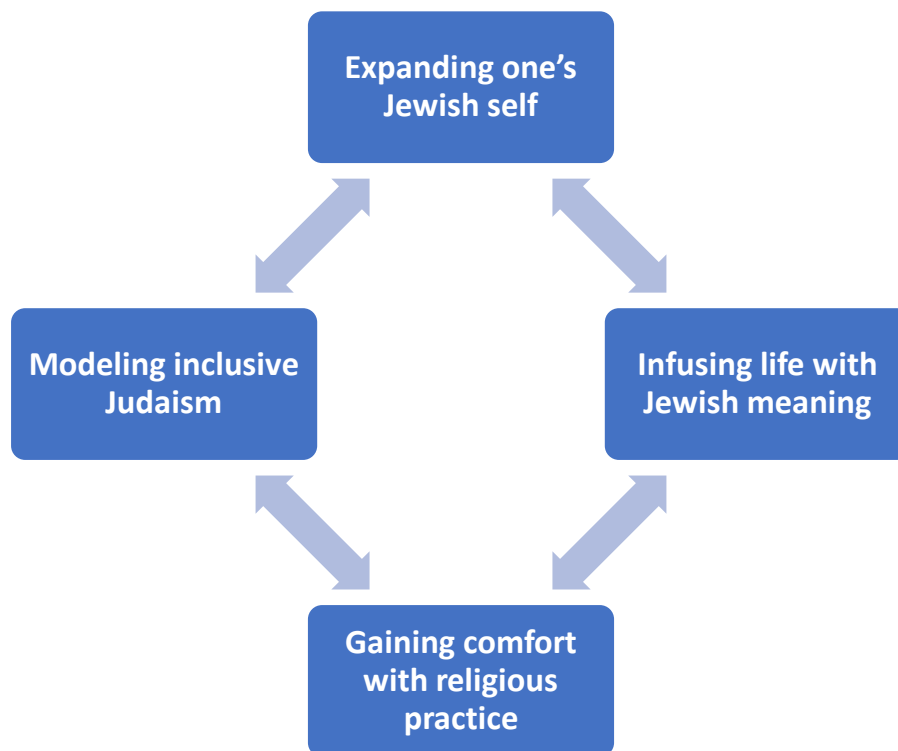 Expanding one’s
Jewish self
Modeling inclusive
Judaism
Infusing life with
Jewish meaning
Gaining comfort
with religious
practice